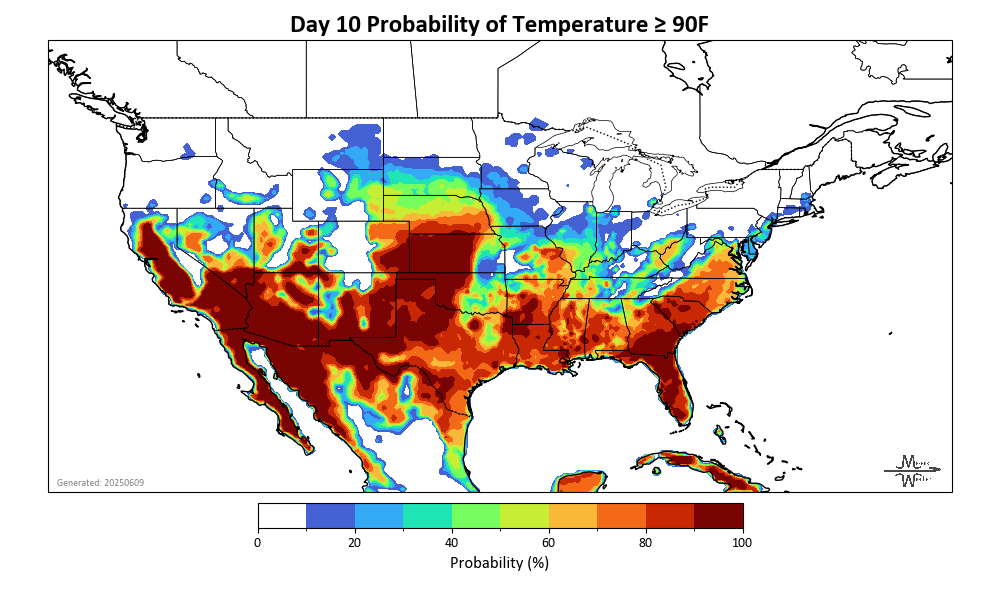 Day 10 Probability of Temperature ≥ 90F
Generated: 20250609
0 20 40 60 80 100
Probability (%)